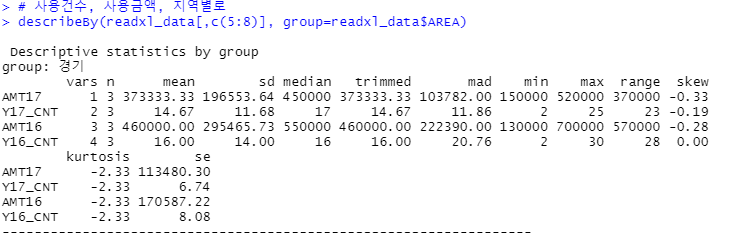 > # 사용건수, 사용금액, 지역별로
> describeBy(readxl_data[,c(5:8)], group=readxl_data$AREA)

 Descriptive statistics by group
group: 경기
        vars n      mean        sd median   trimmed       mad    min    max  range  skew
AMT17      1 3 373333.33 196553.64 450000 373333.33 103782.00 150000 520000 370000 -0.33
Y17_CNT    2 3     14.67     11.68     17     14.67     11.86      2     25     23 -0.19
AMT16      3 3 460000.00 295465.73 550000 460000.00 222390.00 130000 700000 570000 -0.28
Y16_CNT    4 3     16.00     14.00     16     16.00     20.76      2     30     28  0.00
        kurtosis        se
AMT17      -2.33 113480.30
Y17_CNT    -2.33      6.74
AMT16      -2.33 170587.22
Y16_CNT    -2.33      8.08
------------------------------------------------------------------